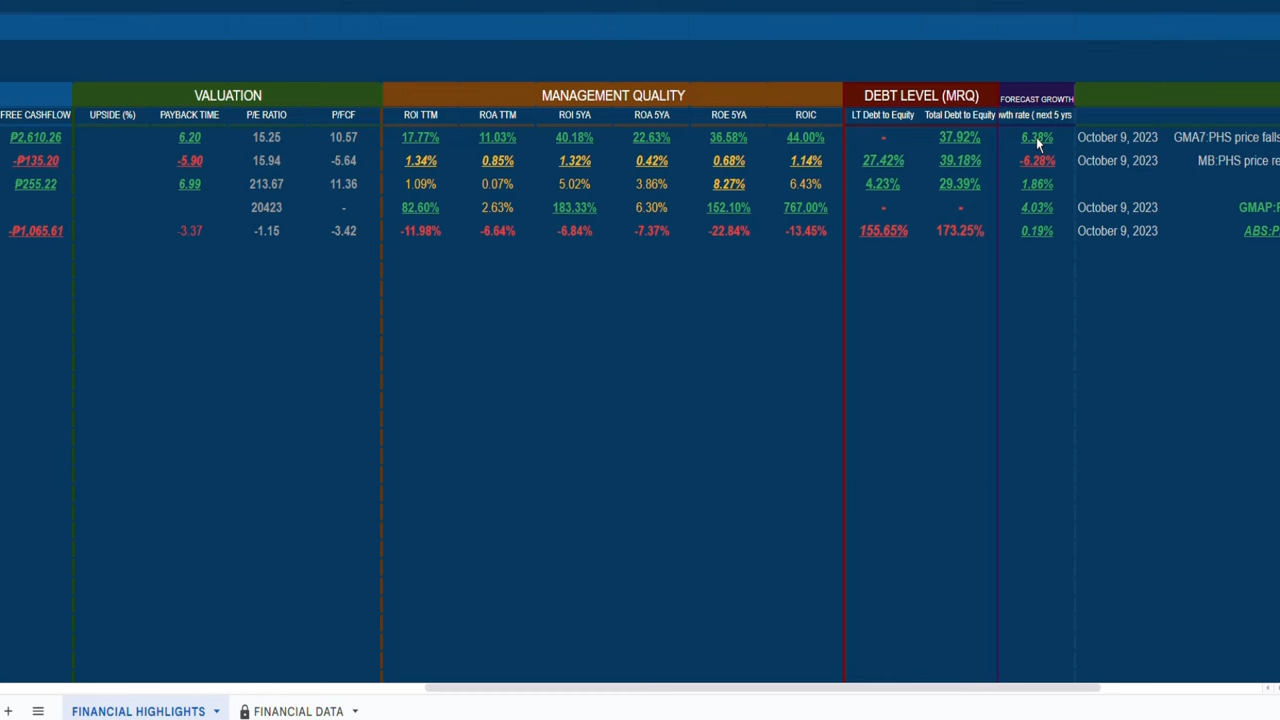 VALUATION MANAGEMENT QUALITY DEBT LEVEL (MRQ) FORECAST GROWTH
FREE CASHFLOW UPSIDE (%) PAYBACK TIME P/E RATIO P/FCF ROI TTM ROA TTM ROI 5YA ROA 5YA ROE 5YA ROIC LT Debt to Equity Total Debt to Equity wth rate ( next 5 yrs
₱2,610.26 6.20 15.25 10.57 17.77% 11.03% 40.18% 22.63% 36.58% 44.00% - 37.92% 6.38% October 9, 2023 GMA7:PHS price falls
-₱135.20 -5.90 15.94 -5.64 1.34% 0.85% 1.32% 0.42% 0.68% 1.14% 27.42% 39.18% -6.28% October 9, 2023 MB:PHS price re
₱255.22 6.99 213.67 11.36 1.09% 0.07% 5.02% 3.86% 8.27% 6.43% 4.23% 29.39% 1.86%
20423 - 82.60% 2.63% 183.33% 6.30% 152.10% 767.00% - - 4.03% October 9, 2023 GMAP:P
-₱1,065.61 -3.37 -1.15 -3.42 -11.98% -6.64% -6.84% -7.37% -22.84% -13.45% 155.65% 173.25% 0.19% October 9, 2023 ABS:P
FINANCIAL HIGHLIGHTS FINANCIAL DATA